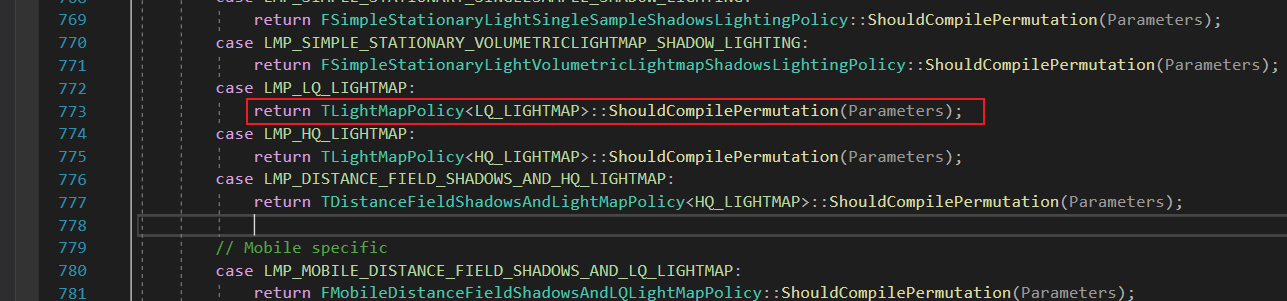 769 return FSimpleStationaryLightSingleSampleShadowsLightingPolicy::ShouldCompilePermutation(Parameters);
770 case LMP_SIMPLE_STATIONARY_VOLUMETRICLIGHTMAP_SHADOW_LIGHTING:
771 return FSimpleStationaryLightVolumetricLightmapShadowsLightingPolicy::ShouldCompilePermutation(Parameters);
772 case LMP_LQ_LIGHTMAP:
773 return TLightMapPolicy<LQ_LIGHTMAP>::ShouldCompilePermutation(Parameters);
774 case LMP_HQ_LIGHTMAP:
775 return TLightMapPolicy<HQ_LIGHTMAP>::ShouldCompilePermutation(Parameters);
776 case LMP_DISTANCE_FIELD_SHADOWS_AND_HQ_LIGHTMAP:
777 return TDistanceFieldShadowsAndLightMapPolicy<HQ_LIGHTMAP>::ShouldCompilePermutation(Parameters);
778
779 // Mobile specific
780 case LMP_MOBILE_DISTANCE_FIELD_SHADOWS_AND_LQ_LIGHTMAP:
781 return FMobileDistanceFieldShadowsAndLQLightMapPolicy::ShouldCompilePermutation(Parameters);